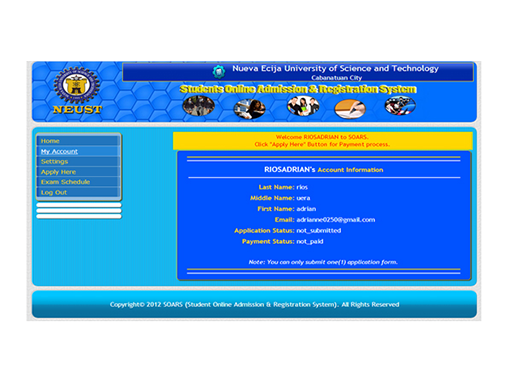 Nueva Ecija University of Science and Technology
Cabanatuan City
Students Online Admission & Registration System
NEUST
Home
My Account
Settings
Apply Here
Exam Schedule
Log Out
Welcome RIOSADRIAN to SOARS.
Click "Apply Here" Button for Payment process.
RIOSADRIAN's Account Information
Last Name: rios
Middle Name: uera
First Name: adrian
Email: adrianne0250@gmail.com
Application Status: not_submitted
Payment Status: not_paid
Note: You can only submit one(1) application form.
Copyright© 2012 SOARS (Student Online Admission & Registration System). All Rights Reserved